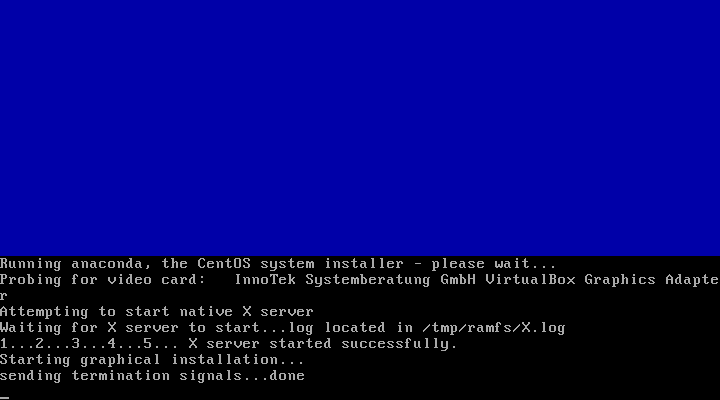 Running anaconda, the CentOS system installer - please wait...
Probing for video card:   InnoTek Systemberatung GmbH VirtualBox Graphics Adapte
r
Attempting to start native X server
Waiting for X server to start...log located in /tmp/ramfs/X.log
1...2...3...4...5... X server started successfully.
Starting graphical installation...
sending termination signals...done